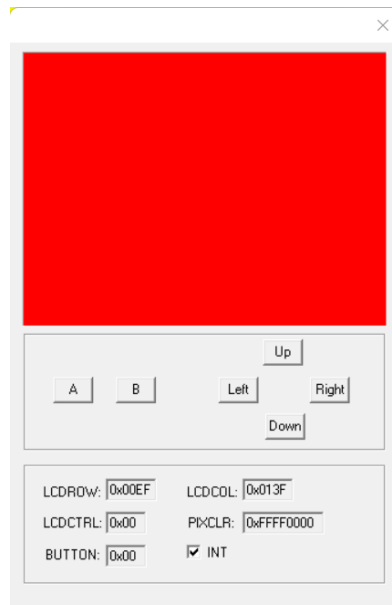 Up
A B Left Right
Down
LCDROW: 0x00EF LCDCOL: 0x013F
LCDCTRL: 0x00 PIXCLR: 0xFFFF0000
BUTTON: 0x00 INT